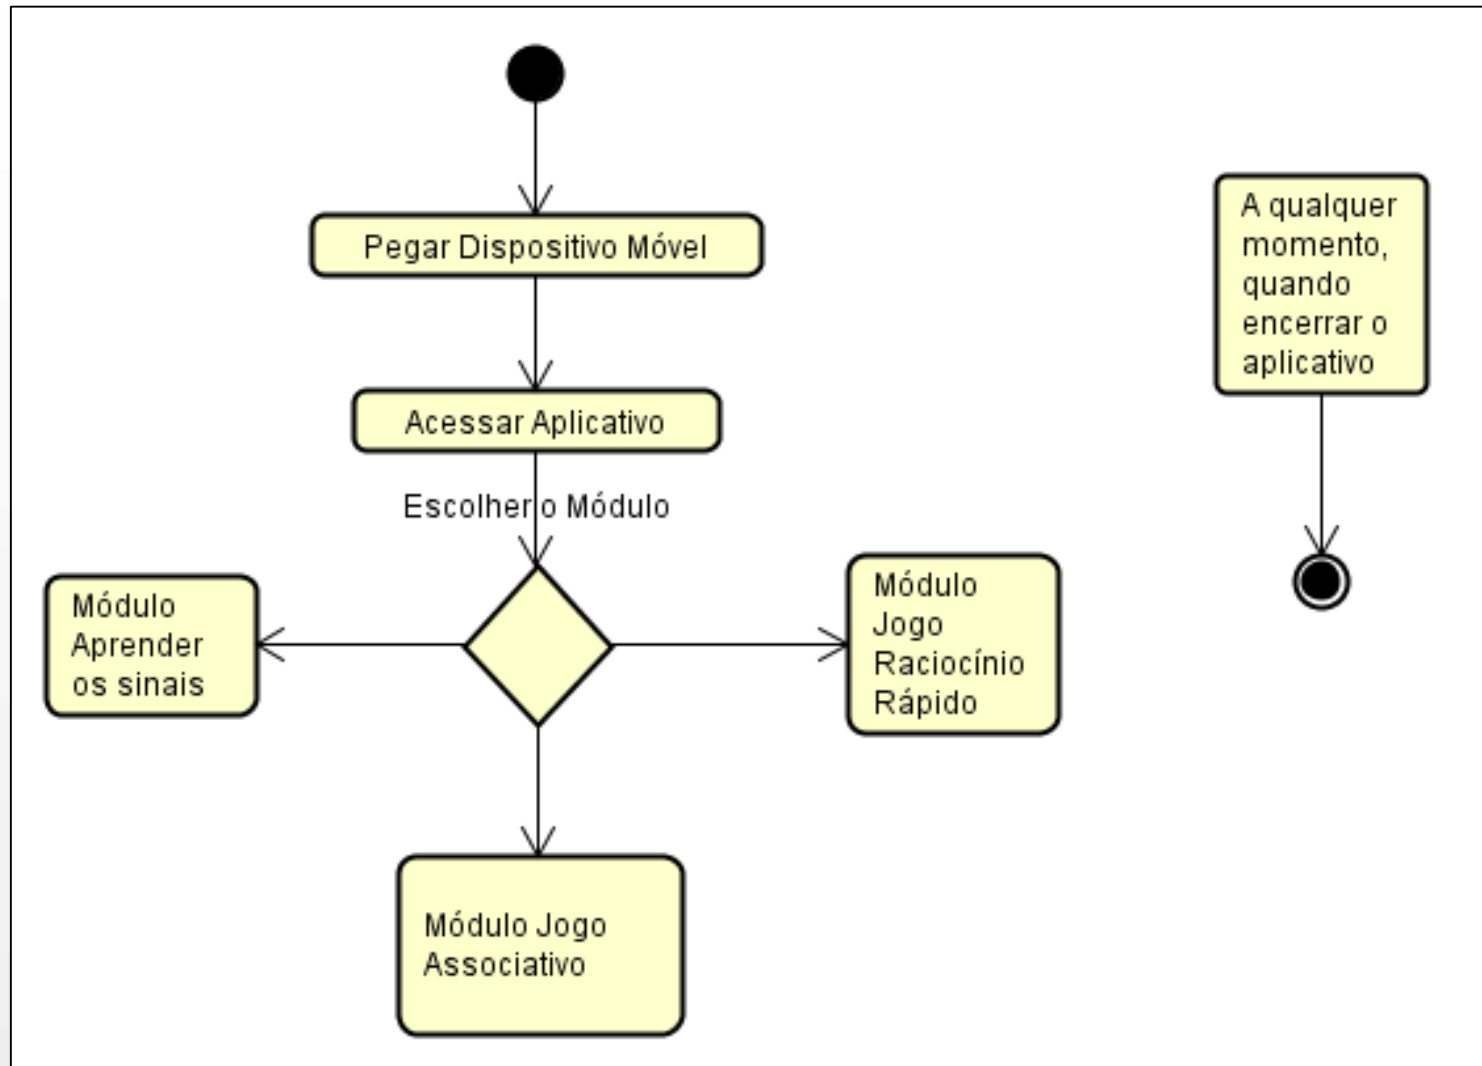 Pegar Dispositivo Móvel
Acessar Aplicativo
Escolher o Módulo
Módulo
Aprender
os sinais
Módulo
Jogo
Raciocínio
Rápido
Módulo Jogo
Associativo
A qualquer
momento,
quando
encerrar o
aplicativo